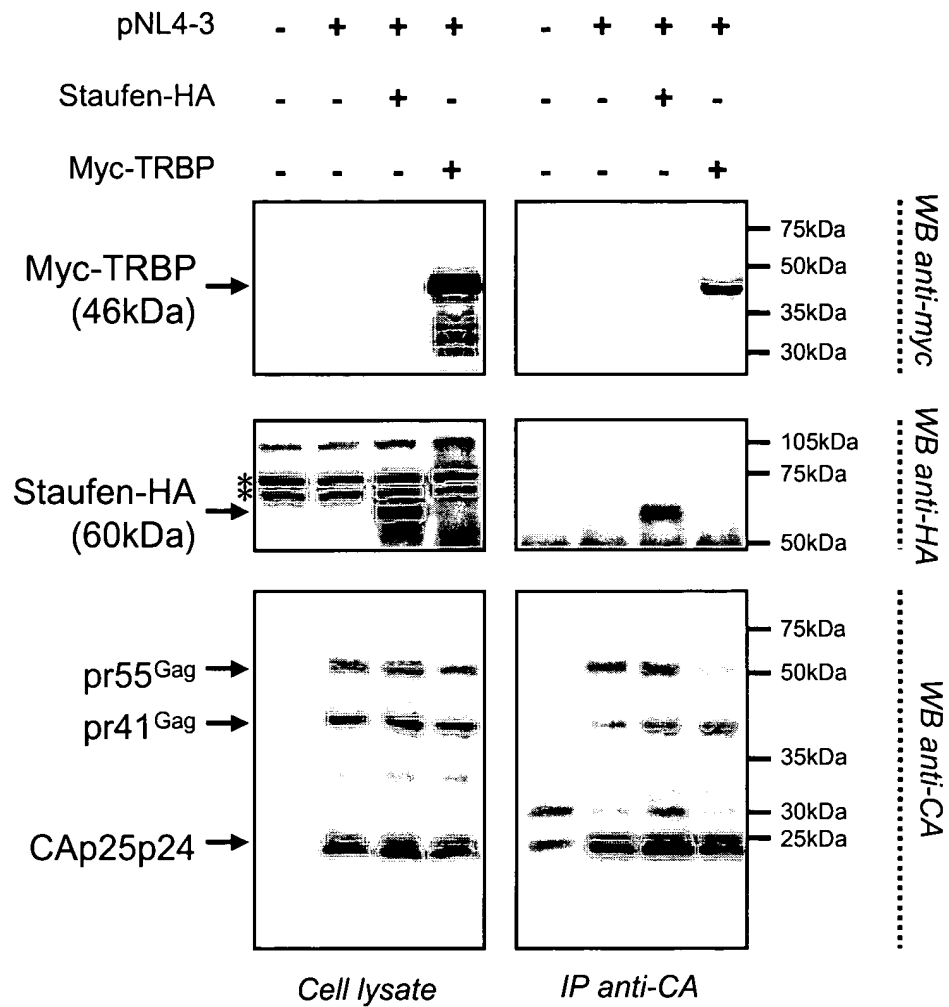 pNL4-3 - + + + - + + +
Staufen-HA - - + - - - + -
Myc-TRBP - - - + - - - +
Myc-TRBP
(46kDa)
75kDa
50kDa
35kDa
30kDa
WB anti-myc
**
Staufen-HA
(60kDa)
105kDa
75kDa
50kDa
WB anti-HA
pr55Gag
pr41Gag
CAp25p24
75kDa
50kDa
35kDa
30kDa
25kDa
WB anti-CA
Cell lysate
IP anti-CA